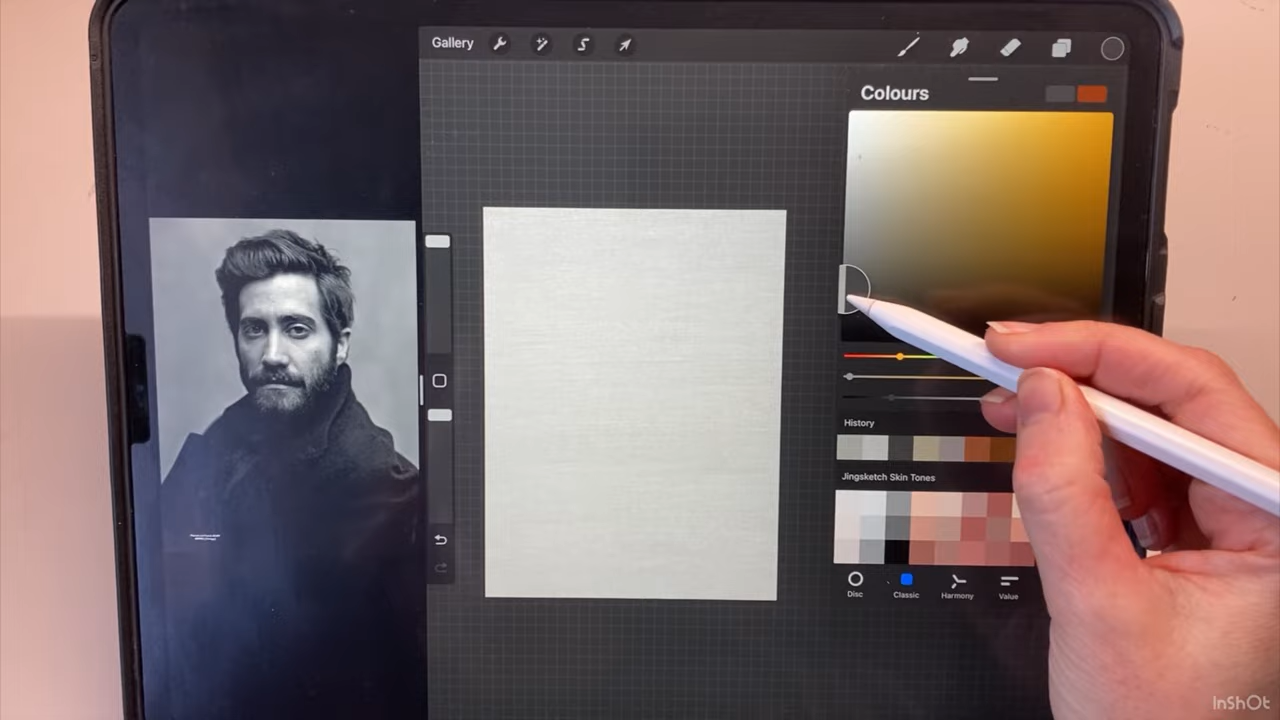 Gallery
Colours
History
Jingsketch Skin Tones
Disc
Classic
Harmony
Value
InShOt